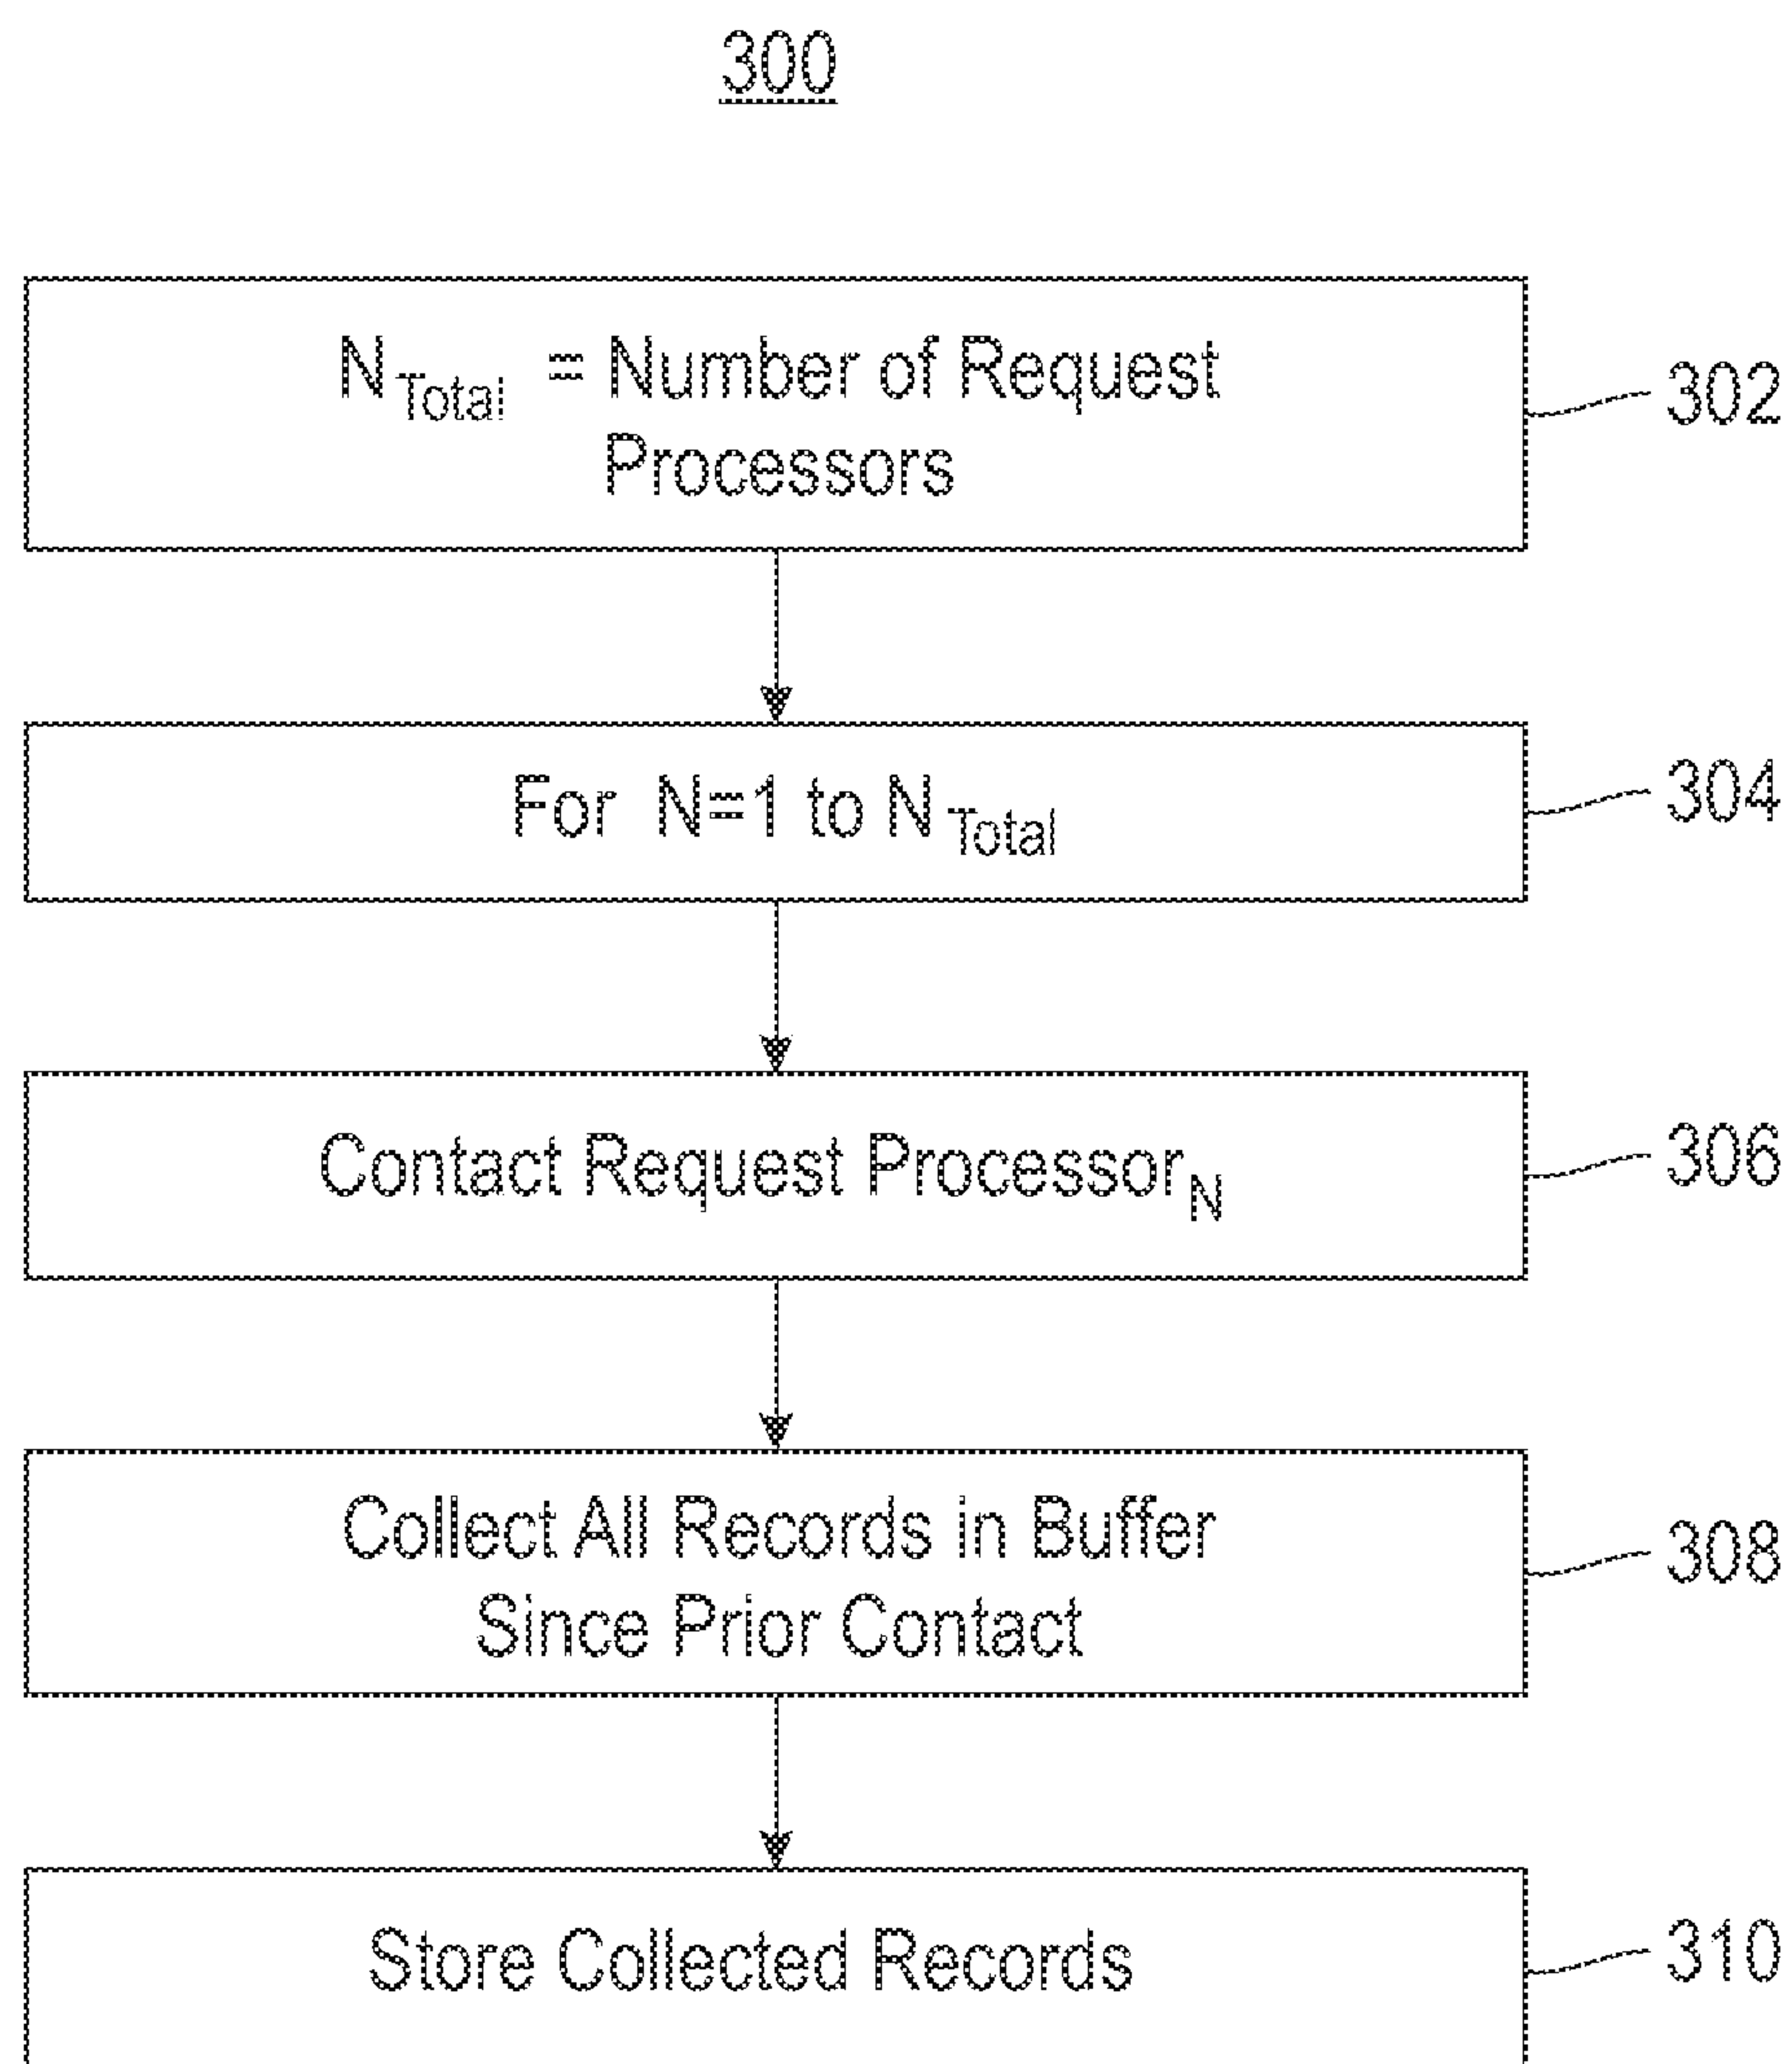 300
N Total = Number of Request
Processors
302
For N=1 to N Total
304
Contact Request Processor N
306
Collect All Records in Buffer
Since Prior Contact
308
Store Collected Records
310